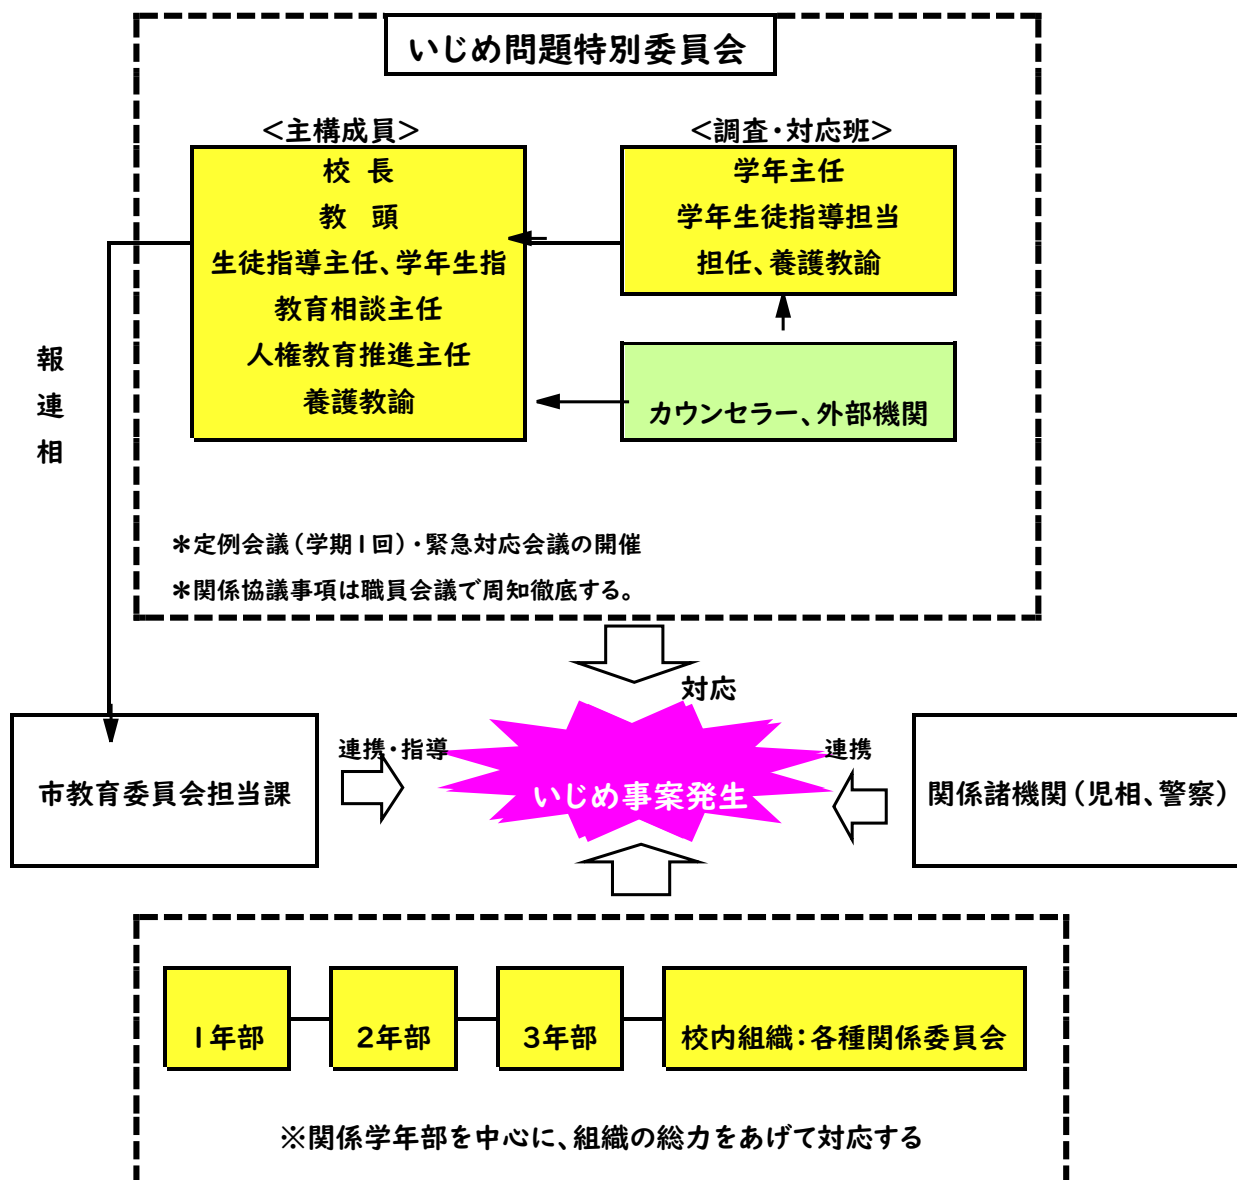 いじめ問題特別委員会
＜主構成員＞
校 長
教 頭
生徒指導主任、学年生指
教育相談主任
人権教育推進主任
養護教諭
＜調査・対応班＞
学年主任
学年生徒指導担当
担任、養護教諭
カウンセラー、外部機関
報
連
相
＊定例会議（学期１回）・緊急対応会議の開催
＊関係協議事項は職員会議で周知徹底する。
対応
市教育委員会担当課
連携・指導
いじめ事案発生
連携
関係諸機関（児相、警察）
１年部
２年部
３年部
校内組織：各種関係委員会
※関係学年部を中心に、組織の総力をあげて対応する